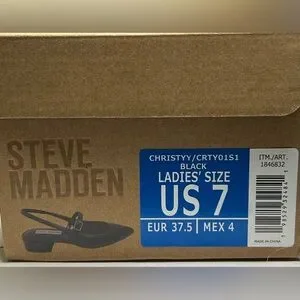 STEVE
MADDEN
CHRISTYY/CRTY01S1
BLACK
LADIES' SIZE
US 7
EUR 37.5 | MEX 4
ITM./ART.
1846832
MADE IN CHINA